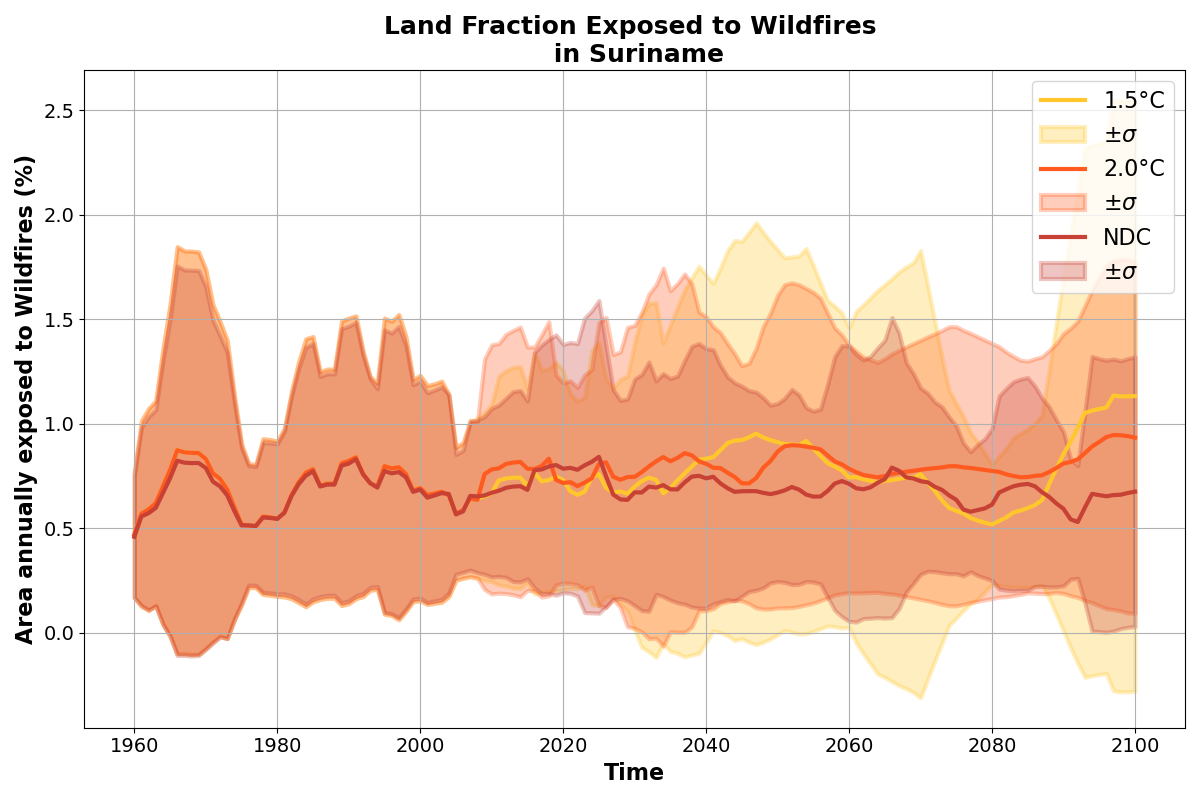 Land Fraction Exposed to Wildfires
in Suriname
Area annually exposed to Wildfires (%)
2.5
2.0
1.5
1.0
0.5
0.0
1960 1980 2000 2020 2040 2060 2080 2100
Time
1.5°C
±σ
2.0°C
±σ
NDC
±σ